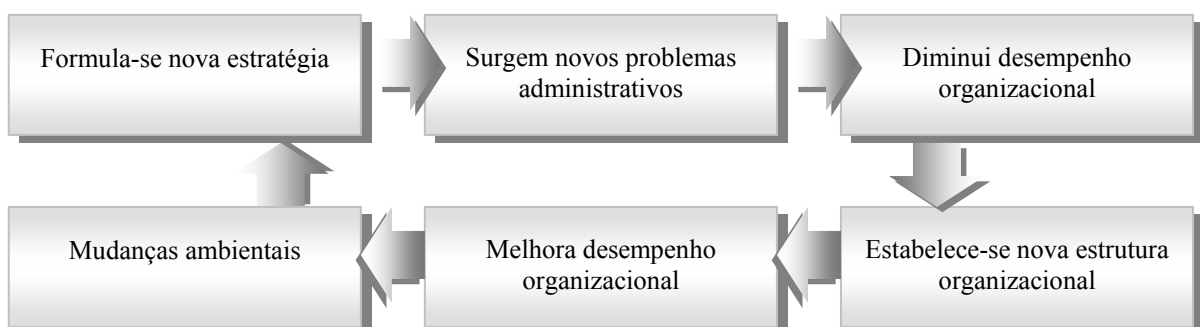 Formula-se nova estratégia
Surgem novos problemas
administrativos
Diminui desempenho
organizacional
Mudanças ambientais
Melhora desempenho
organizacional
Estabelece-se nova estrutura
organizacional